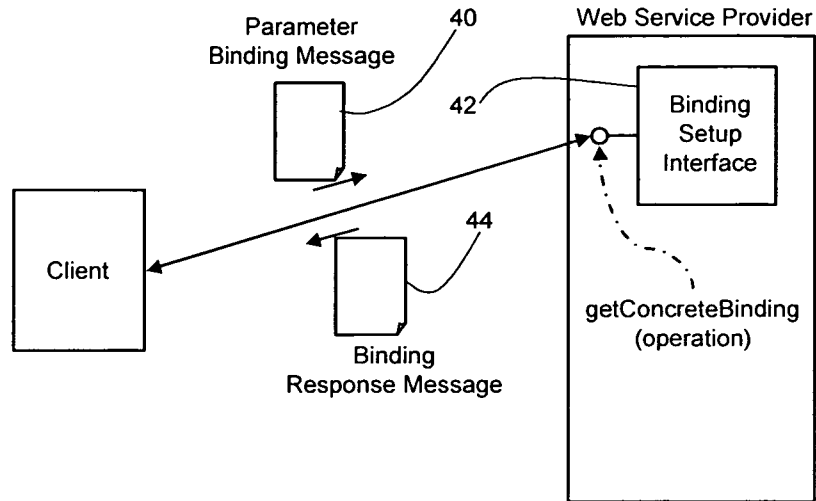 Parameter
Binding Message
40
Web Service Provider
42
Binding
Setup
Interface
Client
44
getConcreteBinding
(operation)
Binding
Response Message